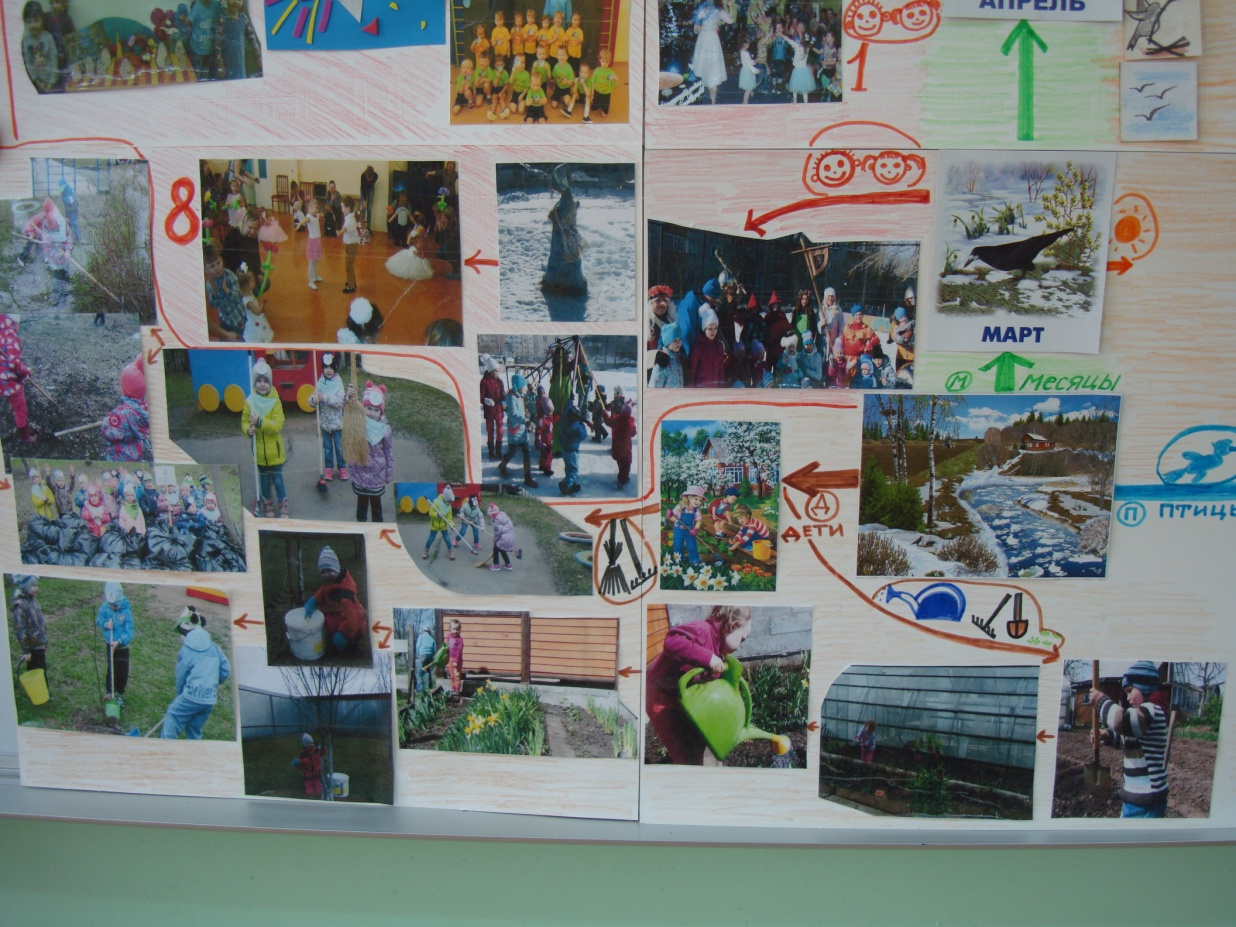 АПРЕЛЬ
1
8
МАРТ
М МЕСЯЦЫ
Д
ДЕТИ
П ПТИЦЫ